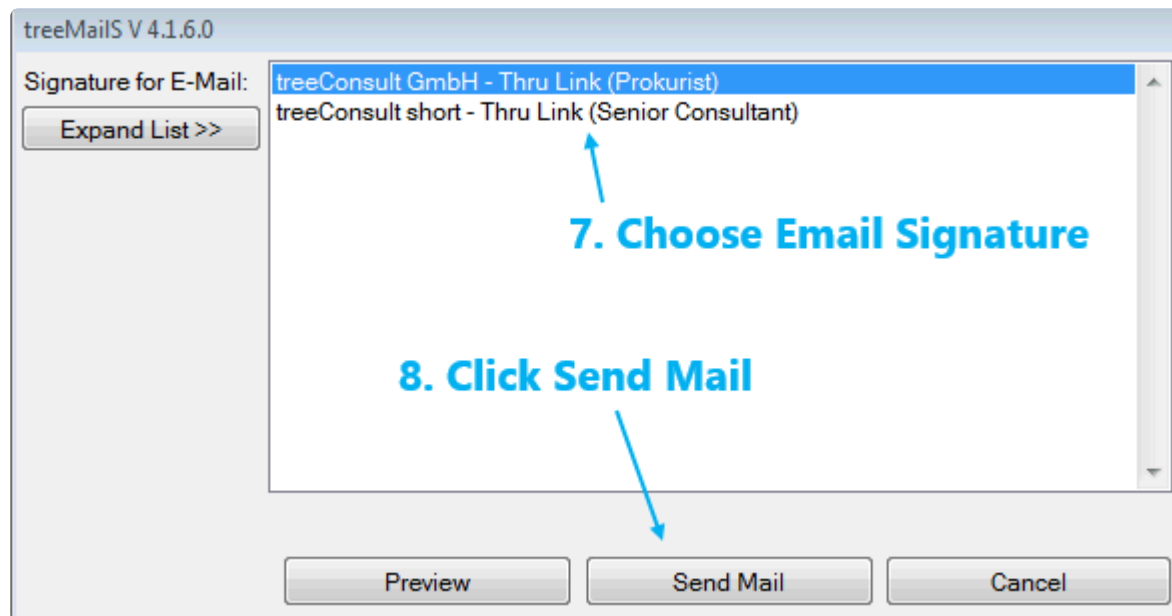 treeMailS V 4.1.6.0
Signature for E-Mail:
treeConsult GmbH - Thru Link (Prokurist)
Expand List >>
treeConsult short - Thru Link (Senior Consultant)
7. Choose Email Signature
8. Click Send Mail
Preview
Send Mail
Cancel